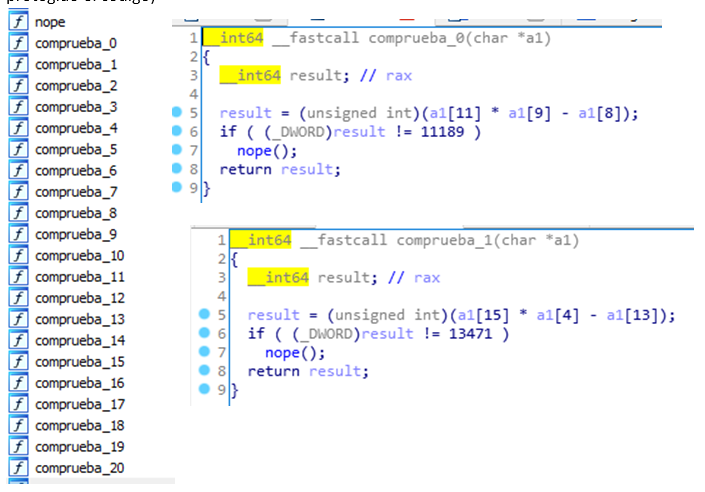 nope
comprueba_0
comprueba_1
comprueba_2
comprueba_3
comprueba_4
comprueba_5
comprueba_6
comprueba_7
comprueba_8
comprueba_9
comprueba_10
comprueba_11
comprueba_12
comprueba_13
comprueba_14
comprueba_15
comprueba_16
comprueba_17
comprueba_18
comprueba_19
comprueba_20
1 __int64 __fastcall comprueba_0(char *a1)
2 {
3 __int64 result; // rax
4
5 result = (unsigned int)(a1[11] * a1[9] - a1[8]);
6 if ( (_DWORD)result != 11189 )
7 nope();
8 return result;
9 }
1 __int64 __fastcall comprueba_1(char *a1)
2 {
3 __int64 result; // rax
4
5 result = (unsigned int)(a1[15] * a1[4] - a1[13]);
6 if ( (_DWORD)result != 13471 )
7 nope();
8 return result;
9 }